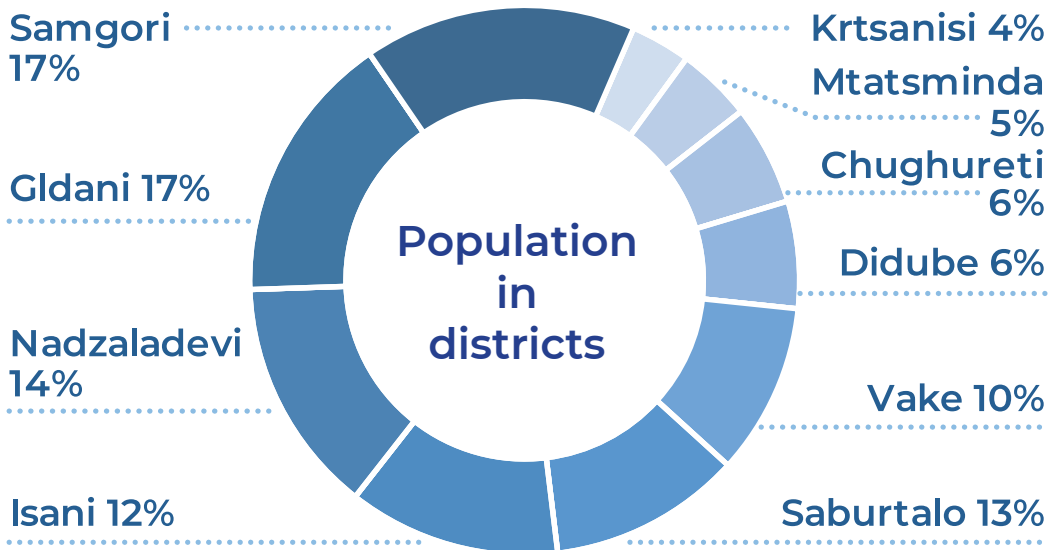 Samgori
17%
Gldani 17%
Nadzaladevi
14%
Isani 12%
Population
in
districts
Krtsanisi 4%
Mtatsminda
5%
Chughureti
6%
Didube 6%
Vake 10%
Saburtalo 13%